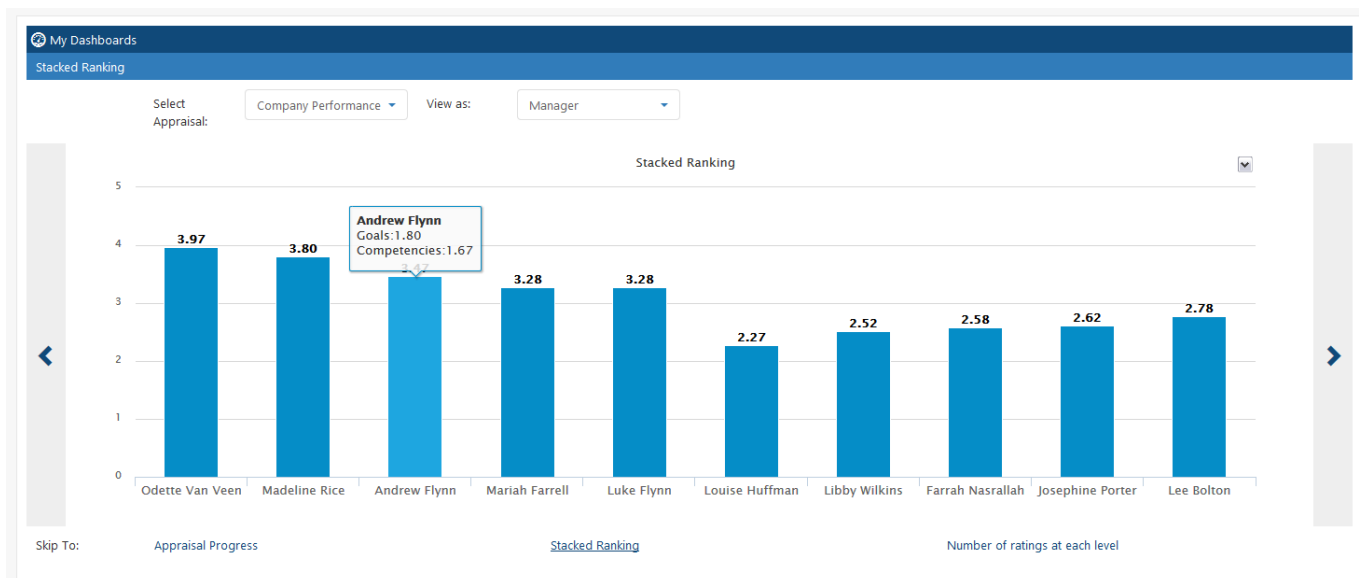 My Dashboards
Stacked Ranking
Select
Appraisal:
Company Performance
View as:
Manager
Stacked Ranking
5
4
3
2
1
0
Andrew Flynn
Goals:1.80
Competencies:1.67
3.97
3.80
3.47
3.28
3.28
2.27
2.52
2.58
2.62
2.78
Odette Van Veen
Madeline Rice
Andrew Flynn
Mariah Farrell
Luke Flynn
Louise Huffman
Libby Wilkins
Farrah Nasrallah
Josephine Porter
Lee Bolton
Skip To:
Appraisal Progress
Stacked Ranking
Number of ratings at each level